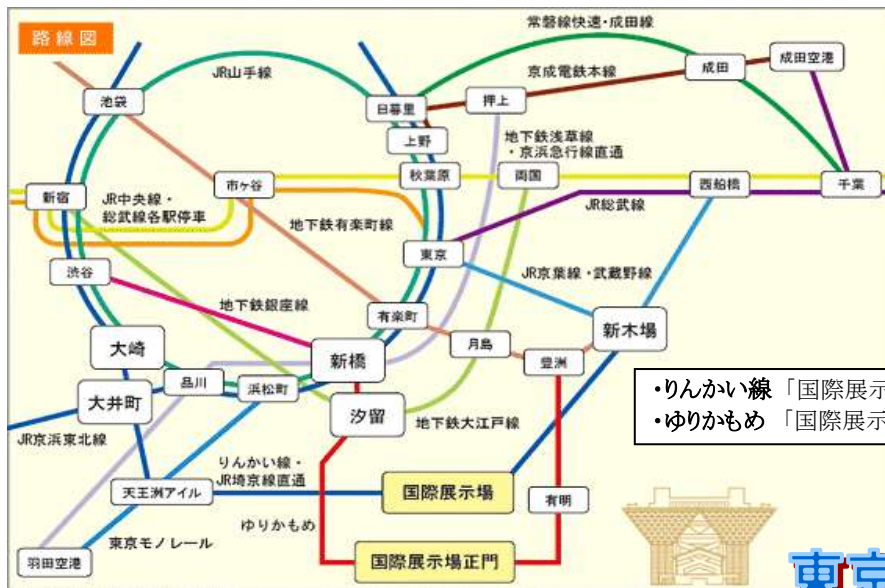 路線図
常磐線快速・成田線
JR山手線
京成電鉄本線
成田
成田空港
池袋
日暮里
押上
上野
地下鉄浅草線
・京浜急行線直通
新宿
JR中央線・
総武線各駅停車
市ヶ谷
秋葉原
両国
西船橋
千葉
地下鉄有楽町線
JR総武線
東京
渋谷
JR京葉線・武蔵野線
地下鉄銀座線
有楽町
新木場
大崎
新橋
月島
豊洲
品川
浜松町
大井町
汐留
・りんかい線「国際展示
・ゆりかもめ「国際展示
JR京浜東北線
地下鉄大江戸線
りんかい線・
JR埼京線直通
天王洲アイル
国際展示場
有明
ゆりかもめ
東京モノレール
羽田空港
国際展示場正門
東京